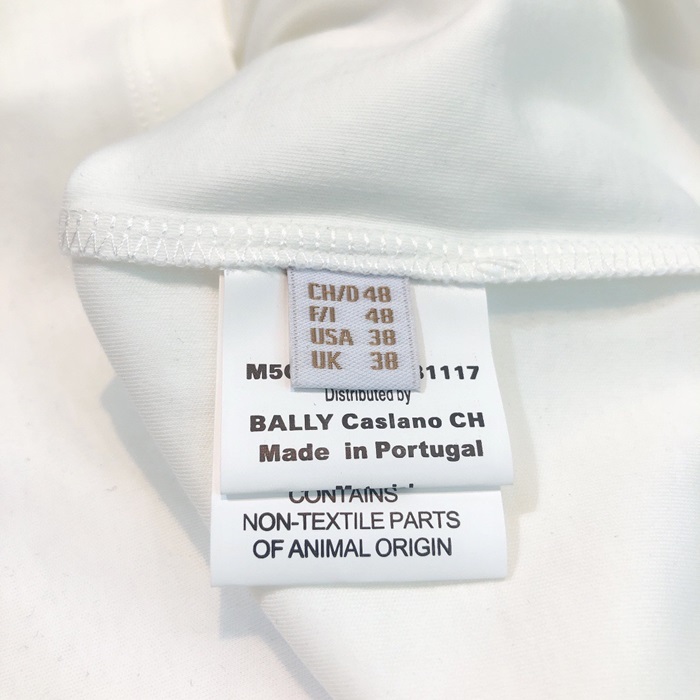 CH/D 48
F/I 48
USA 38
UK 38
1117
Distributed by
BALLY Caslano CH
Made in Portugal
CONTAINS
NON-TEXTILE PARTS
OF ANIMAL ORIGIN